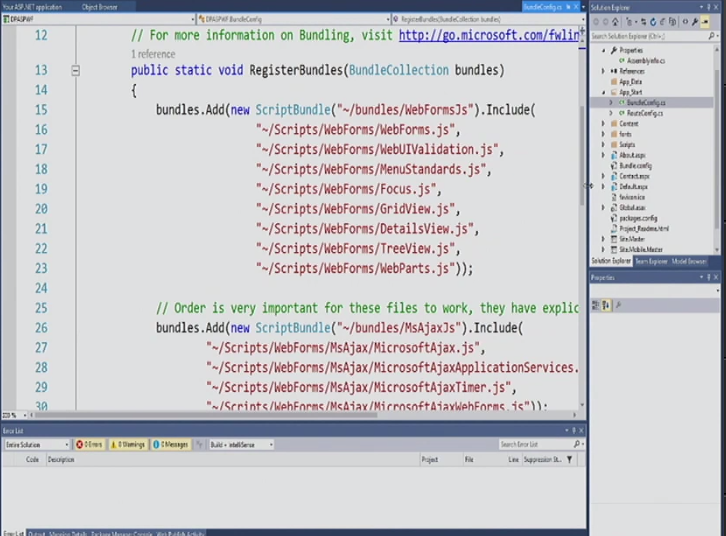 Your ASP.NET application Object Browser BundleConfig.cs Solution Explorer
DPASPWF DPASPWF.BundleConfig RegisterBundles(BundleCollection bundles)
Search Solution Explorer (Ctrl+;)
12 // For more information on Bundling, visit http://go.microsoft.com/fwlin
1 reference
13 public static void RegisterBundles(BundleCollection bundles)
14 {
15 bundles.Add(new ScriptBundle("~/bundles/WebFormsJs").Include(
16 "~/Scripts/WebForms/WebForms.js",
17 "~/Scripts/WebForms/WebUIValidation.js",
18 "~/Scripts/WebForms/MenuStandards.js",
19 "~/Scripts/WebForms/Focus.js",
20 "~/Scripts/WebForms/GridView.js",
21 "~/Scripts/WebForms/DetailsView.js",
22 "~/Scripts/WebForms/TreeView.js",
23 "~/Scripts/WebForms/WebParts.js"));
24
25 // Order is very important for these files to work, they have explic
26 bundles.Add(new ScriptBundle("~/bundles/MsAjaxJs").Include(
27 "~/Scripts/WebForms/MsAjax/MicrosoftAjax.js",
28 "~/Scripts/WebForms/MsAjax/MicrosoftAjaxApplicationServices.
29 "~/Scripts/WebForms/MsAjax/MicrosoftAjaxTimer.js",
30 "~/Scripts/WebForms/MsAjax/MicrosoftAjaxWebForms.js"));
Properties
AssemblyInfo.cs
References
App_Data
App_Start
BundleConfig.cs
RouteConfig.cs
Content
fonts
Scripts
About.aspx
Bundle.config
Contact.aspx
Default.aspx
favicon.ico
Global.asax
packages.config
Project_Readme.html
Site.Master
Site.Mobile.Master
Solution Explorer Team Explorer Model Browser
Properties
Error List
Entire Solution 0 Errors 0 Warnings 0 Messages Build + IntelliSense Search Error List
Code Description Project File Line Suppression St...
Error List Output Mapping Details Package Manager Console Web Publish Activity